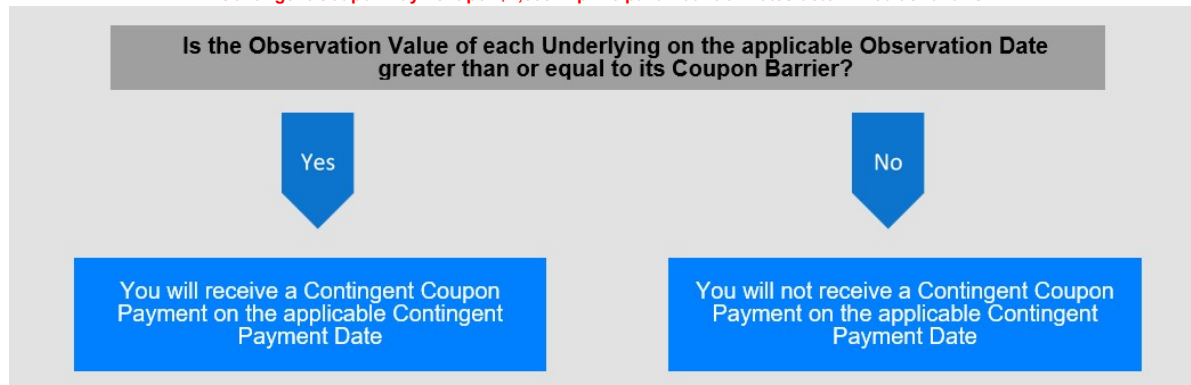 Is the Observation Value of each Underlying on the applicable Observation Date
greater than or equal to its Coupon Barrier?
Yes
No
You will receive a Contingent Coupon
Payment on the applicable Contingent
Payment Date
You will not receive a Contingent Coupon
Payment on the applicable Contingent
Payment Date